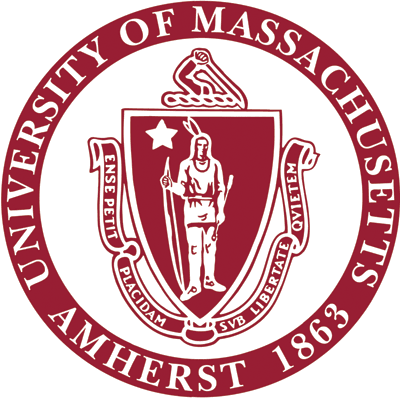 UNIVERSITY OF MASSACHUSETTS
AMHERST 1863
ENSE PETIT
PLACIDAM
SVB LIBERTATE
QVIETEM